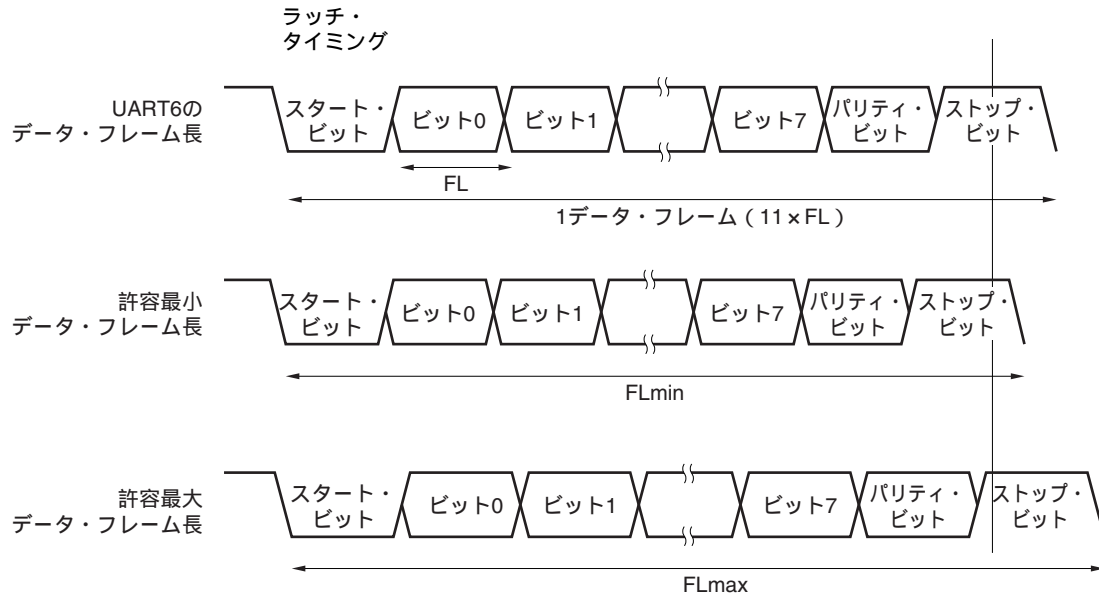 ラッチ・
タイミング
UART6の
データ・フレーム長
スタート・
ビット
ビット0
ビット1
ビット7
パリティ・
ビット
ストップ・
ビット
FL
1データ・フレーム（11×FL）
許容最小
データ・フレーム長
スタート・
ビット
ビット0
ビット1
ビット7
パリティ・
ビット
ストップ・
ビット
FLmin
許容最大
データ・フレーム長
スタート・
ビット
ビット0
ビット1
ビット7
パリティ・
ビット
ストップ・
ビット
FLmax